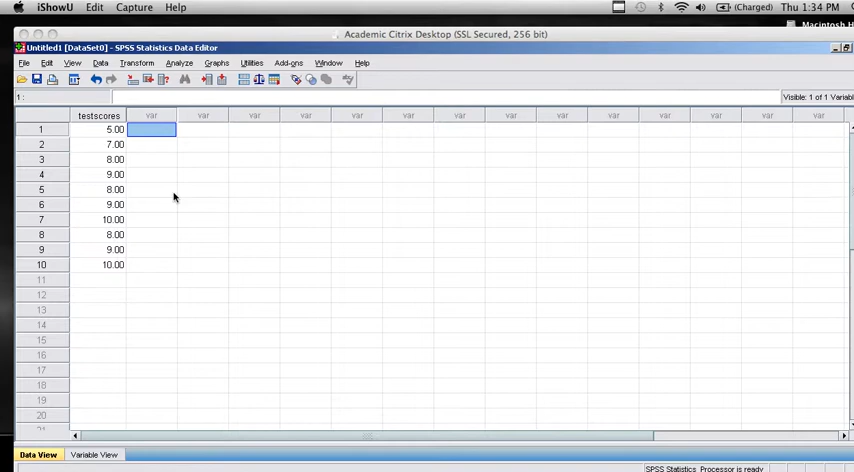 iShowU Edit Capture Help (Charged) Thu 1:34 PM
Academic Citrix Desktop (SSL Secured, 256 bit)
Macintosh H
Untitled1 [DataSet0] - SPSS Statistics Data Editor
File Edit View Data Transform Analyze Graphs Utilities Add-ons Window Help
1 : Visible: 1 of 1 Variabl
testscores var var var var var var var var var var var var var var
1 5.00
2 7.00
3 8.00
4 9.00
5 8.00
6 9.00
7 10.00
8 8.00
9 9.00
10 10.00
11
12
13
14
15
16
17
18
19
20
Data View Variable View
SPSS Statistics Processor is ready